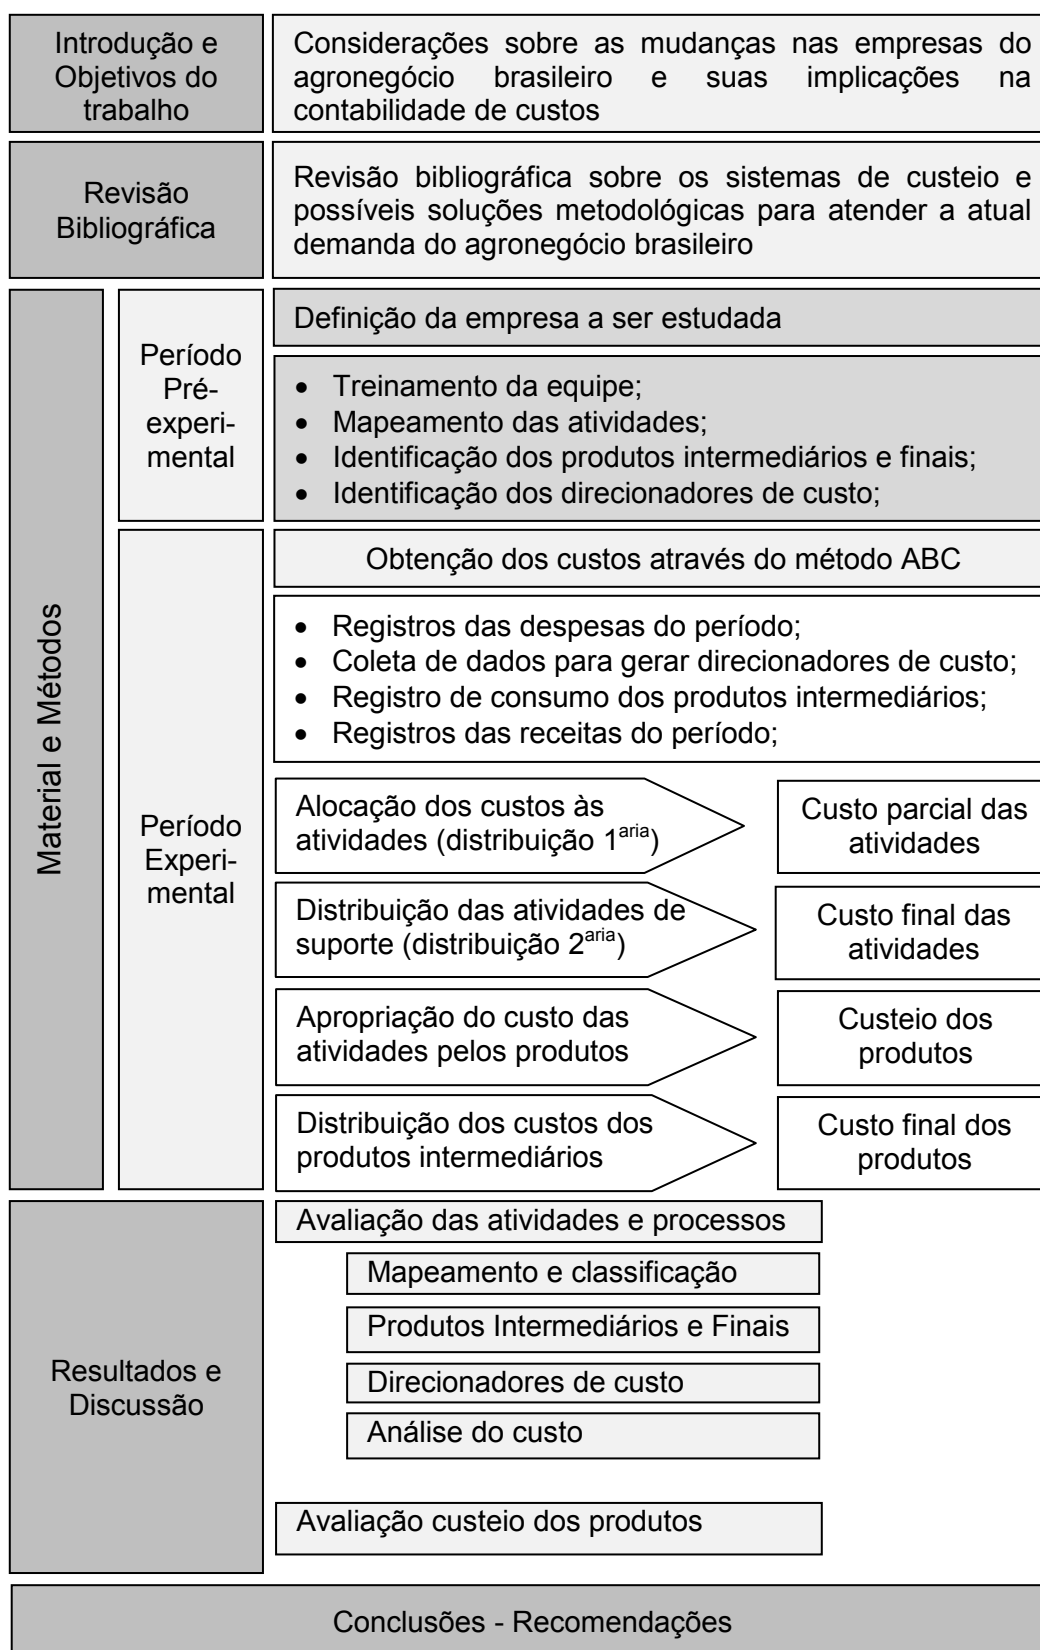 Introdução e
Objetivos do
trabalho
Considerações sobre as mudanças nas empresas do
agronegócio brasileiro e suas implicações na
contabilidade de custos
Revisão
Bibliográfica
Revisão bibliográfica sobre os sistemas de custeio e
possíveis soluções metodológicas para atender a atual
demanda do agronegócio brasileiro
Material e Métodos
Período
Pré-
experi-
mental
Definição da empresa a ser estudada
• Treinamento da equipe;
• Mapeamento das atividades;
• Identificação dos produtos intermediários e finais;
• Identificação dos direcionadores de custo;
Período
Experi-
mental
Obtenção dos custos através do método ABC
• Registros das despesas do período;
• Coleta de dados para gerar direcionadores de custo;
• Registro de consumo dos produtos intermediários;
• Registros das receitas do período;
Alocação dos custos às
atividades (distribuição 1aria)
Custo parcial das
atividades
Distribuição das atividades de
suporte (distribuição 2aria)
Custo final das
atividades
Apropriação do custo das
atividades pelos produtos
Custeio dos
produtos
Distribuição dos custos dos
produtos intermediários
Custo final dos
produtos
Resultados e
Discussão
Avaliação das atividades e processos
Mapeamento e classificação
Produtos Intermediários e Finais
Direcionadores de custo
Análise do custo
Avaliação custeio dos produtos
Conclusões - Recomendações